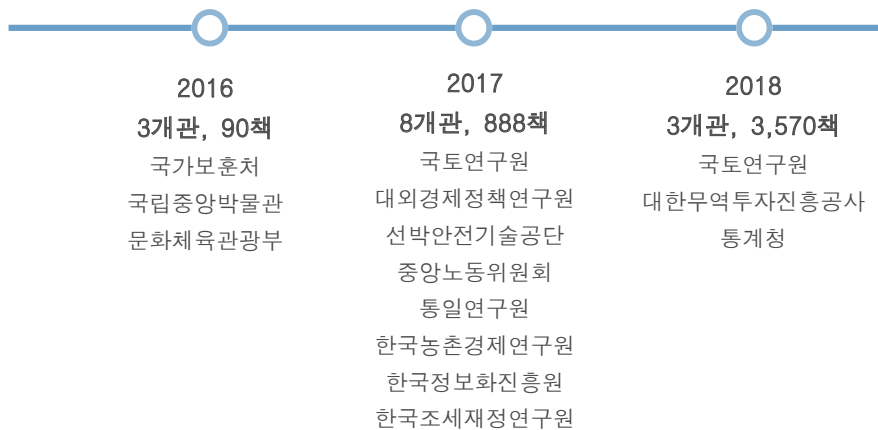 2016
3개관, 90책
국가보훈처
국립중앙박물관
문화체육관광부
2017
8개관, 888책
국토연구원
대외경제정책연구원
선박안전기술공단
중앙노동위원회
통일연구원
한국농촌경제연구원
한국정보화진흥원
한국조세재정연구원
2018
3개관, 3,570책
국토연구원
대한무역투자진흥공사
통계청